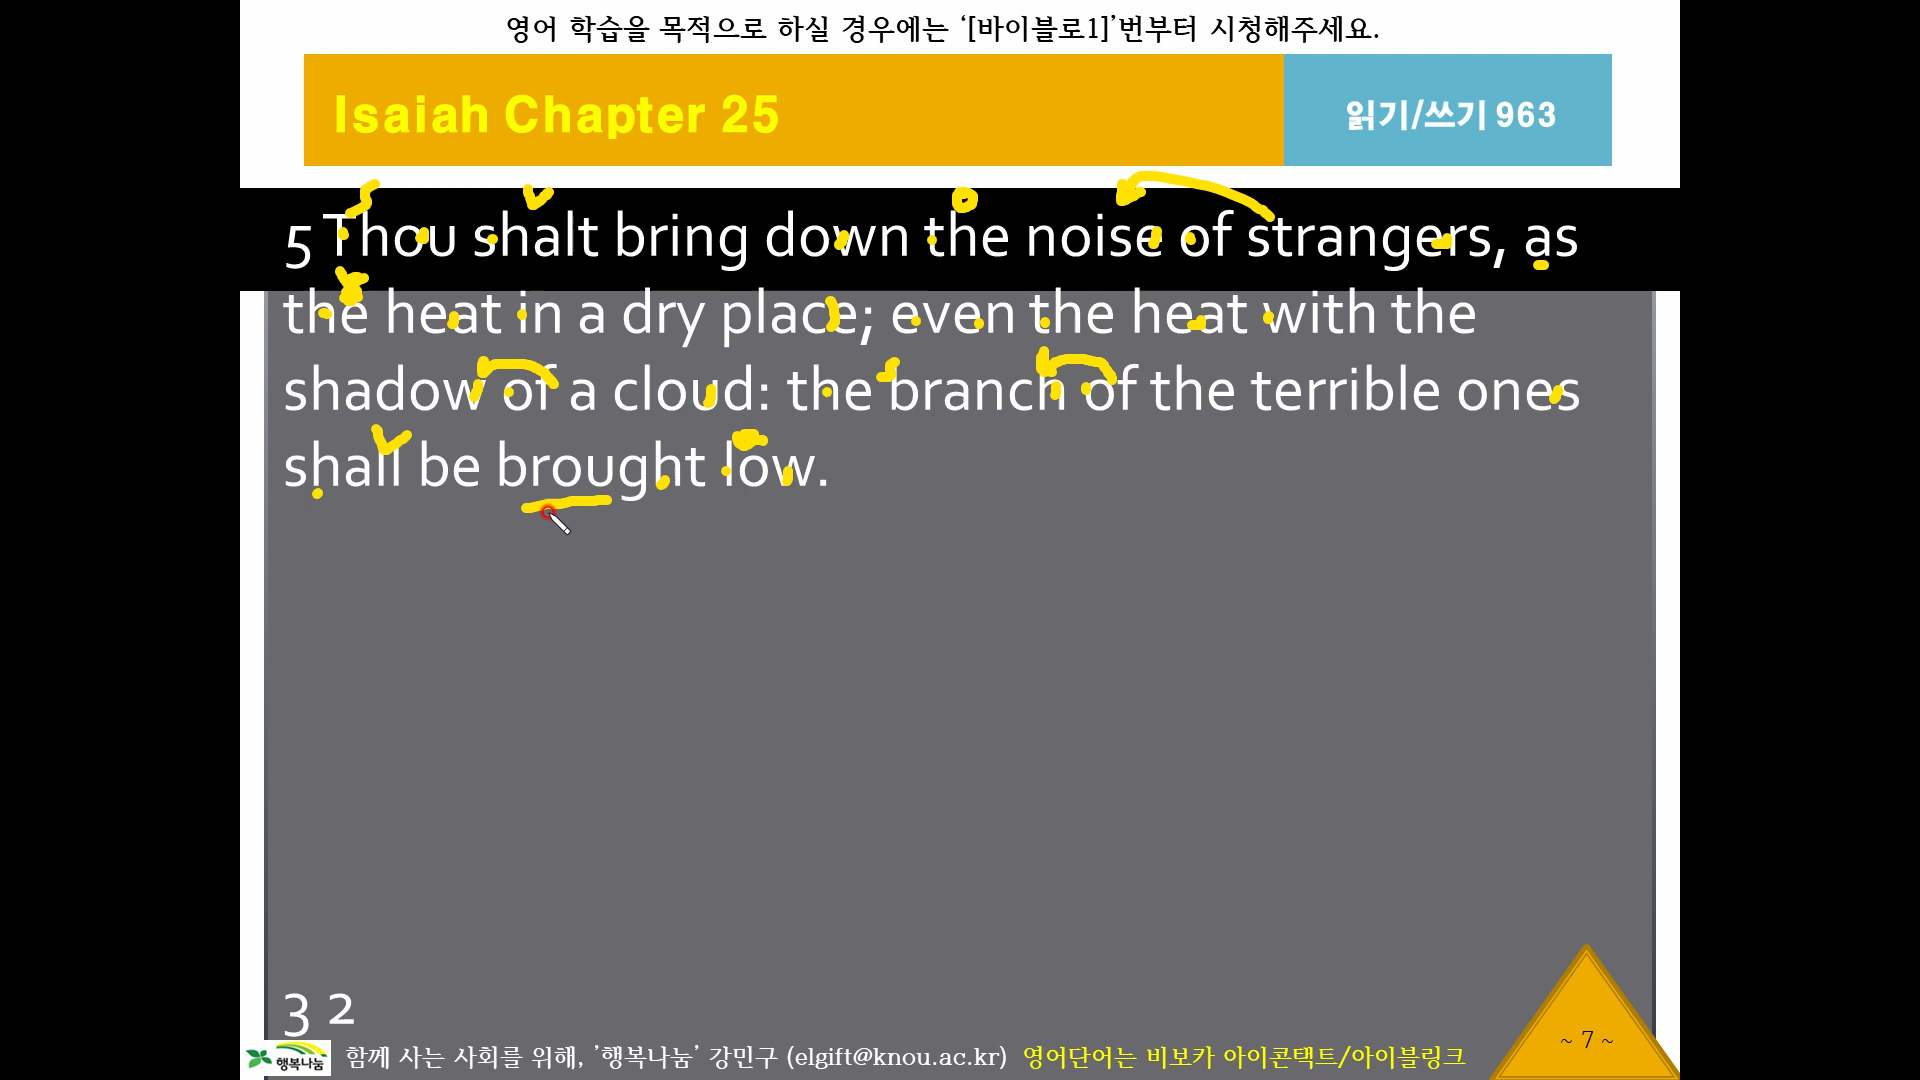 영어 학습을 목적으로 하실 경우에는 ‘[바이블로1]’번부터 시청해주세요.
Isaiah Chapter 25
읽기/쓰기 963
5 Thou shalt bring down the noise of strangers, as
the heat in a dry place; even the heat with the
shadow of a cloud: the branch of the terrible ones
shall be brought low.
3 2
~ 7 ~
행복나눔
함께 사는 사회를 위해, ’행복나눔’ 강민구 (elgift@knou.ac.kr) 영어단어는 비보카 아이콘택트/아이블링크